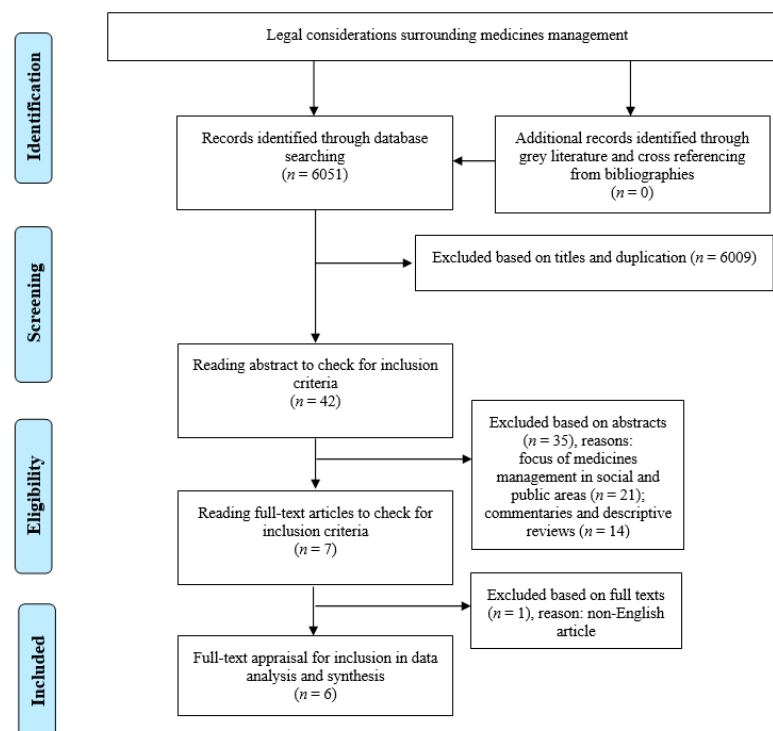 Legal considerations surrounding medicines management
Identification
Records identified through database
searching
(n = 6051)
Additional records identified through
grey literature and cross referencing
from bibliographies
(n = 0)
Screening
Excluded based on titles and duplication (n = 6009)
Reading abstract to check for inclusion
criteria
(n = 42)
Eligibility
Excluded based on abstracts
(n = 35), reasons:
focus of medicines
management in social and
public areas (n = 21);
commentaries and descriptive
reviews (n = 14)
Reading full-text articles to check for
inclusion criteria
(n = 7)
Included
Excluded based on full texts
(n = 1), reason: non-English
article
Full-text appraisal for inclusion in data
analysis and synthesis
(n = 6)